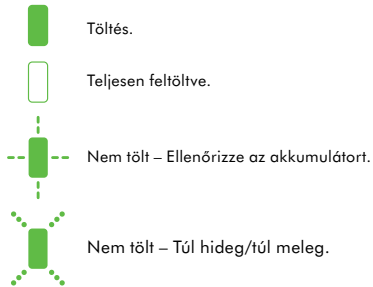 Töltés.
Teljesen feltöltve.
Nem tölt – Ellenőrizze az akkumulátort.
Nem tölt – Túl hideg/túl meleg.